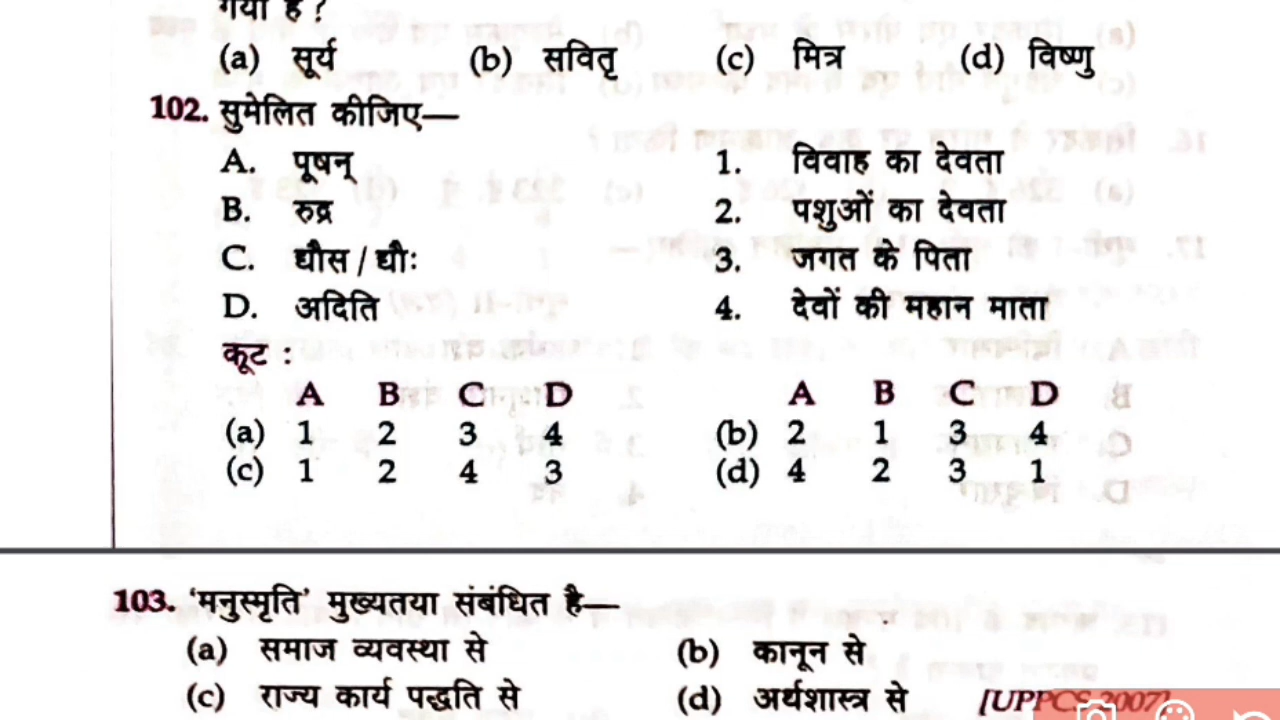 गया है ?
(a) सूर्य (b) सवितृ (c) मित्र (d) विष्णु
102. सुमेलित कीजिए—
A. पूषन् 1. विवाह का देवता
B. रुद्र 2. पशुओं का देवता
C. द्यौस / द्यौः 3. जगत के पिता
D. अदिति 4. देवों की महान माता
कूट :
A B C D A B C D
(a) 1 2 3 4 (b) 2 1 3 4
(c) 1 2 4 3 (d) 4 2 3 1
103. ‘मनुस्मृति’ मुख्यतया संबंधित है—
(a) समाज व्यवस्था से (b) कानून से
(c) राज्य कार्य पद्धति से (d) अर्थशास्त्र से [UPPCS 2007]